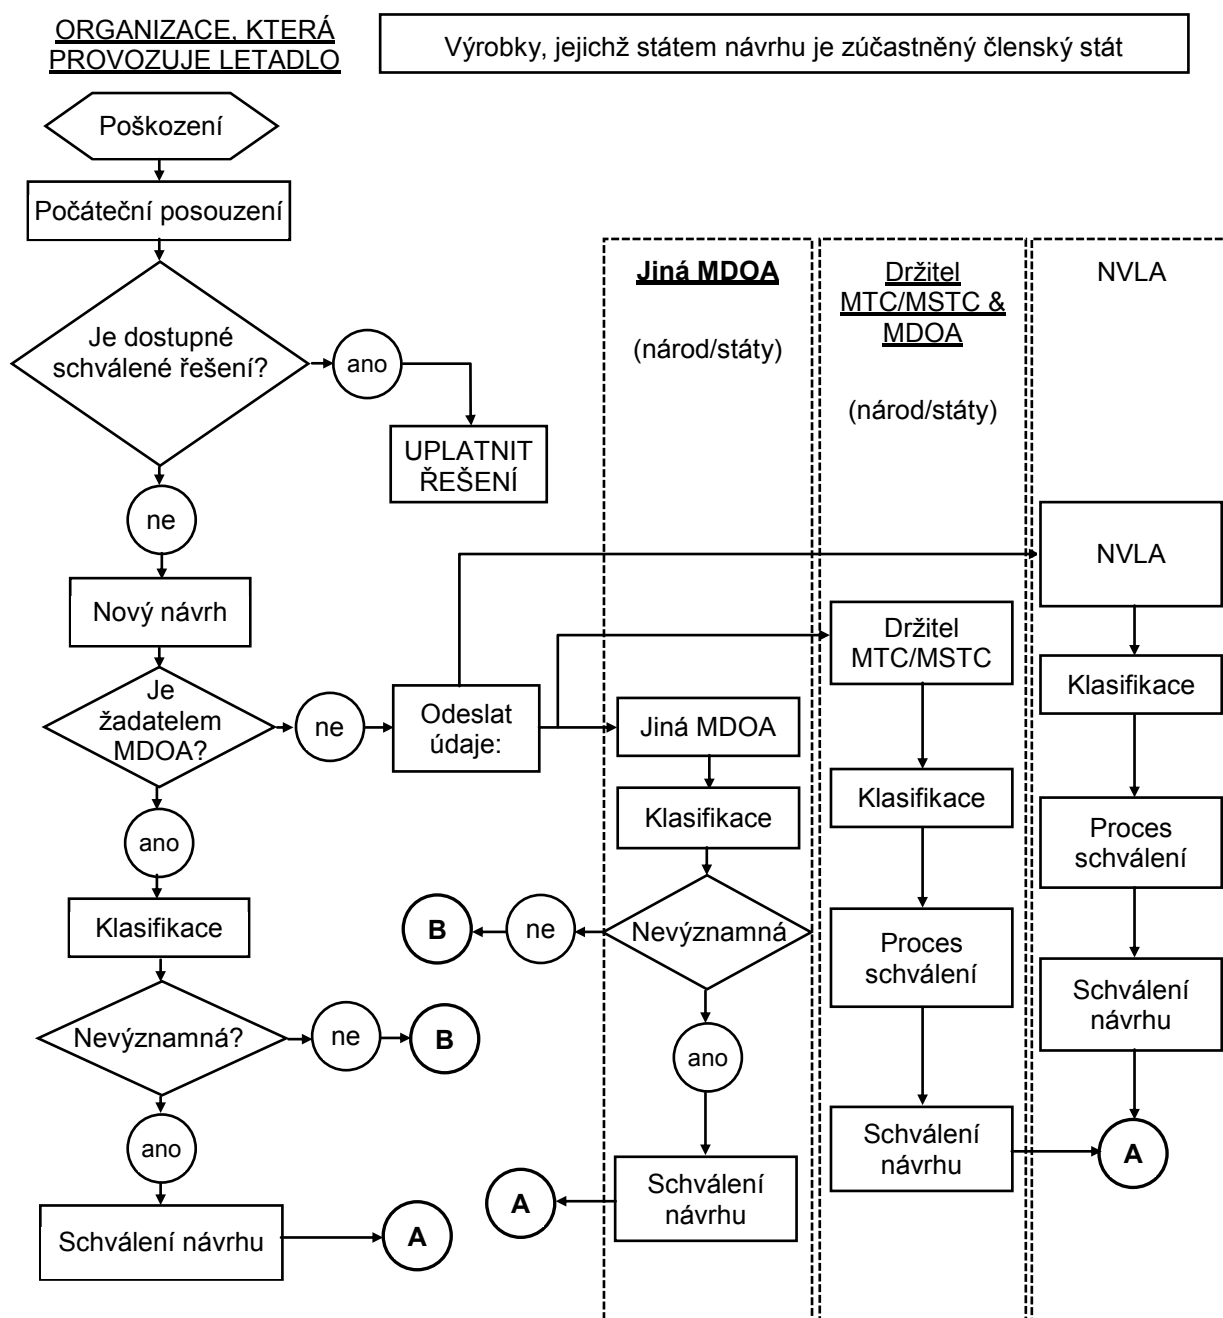 ORGANIZACE, KTERÁ
PROVOZUJE LETADLO
Výrobky, jejichž státem návrhu je zúčastněný členský stát
Poškození
Počáteční posouzení
Je dostupné
schválené řešení?
ano
UPLATNIT
ŘEŠENÍ
ne
Nový návrh
Je
žadatelem
MDOA?
ne
Odeslat
údaje:
ano
Klasifikace
Nevýznamná?
ne
B
ano
Schválení návrhu
A
Jiná MDOA
(národ/státy)
Jiná MDOA
Klasifikace
Nevýznamná
ne
B
ano
Schválení
návrhu
A
Držitel
MTC/MSTC &
MDOA
(národ/státy)
Držitel
MTC/MSTC
Klasifikace
Proces
schválení
Schválení
návrhu
NVLA
NVLA
Klasifikace
Proces
schválení
Schválení
návrhu
A